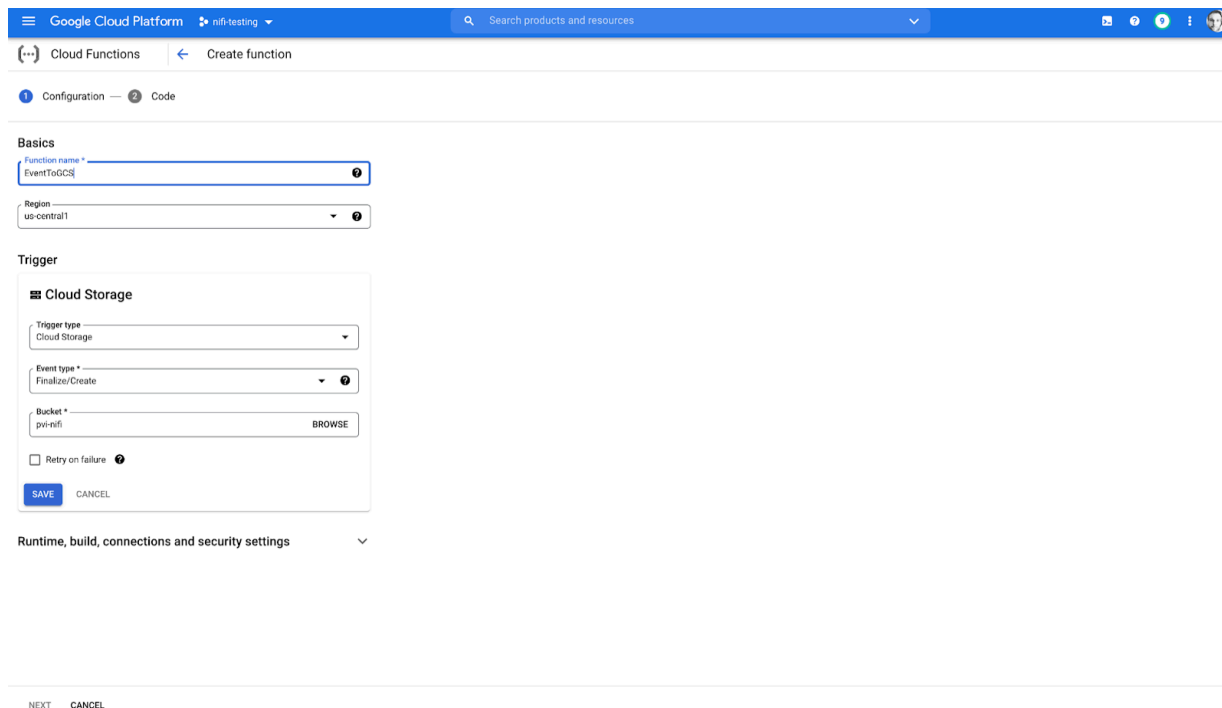 Google Cloud Platform nifi-testing Search products and resources 9
Cloud Functions Create function
1 Configuration — 2 Code
Basics
Function name *
EventToGCS
Region
us-central1
Trigger
Cloud Storage
Trigger type
Cloud Storage
Event type *
Finalize/Create
Bucket *
pvi-nifi BROWSE
Retry on failure
SAVE CANCEL
Runtime, build, connections and security settings
NEXT CANCEL